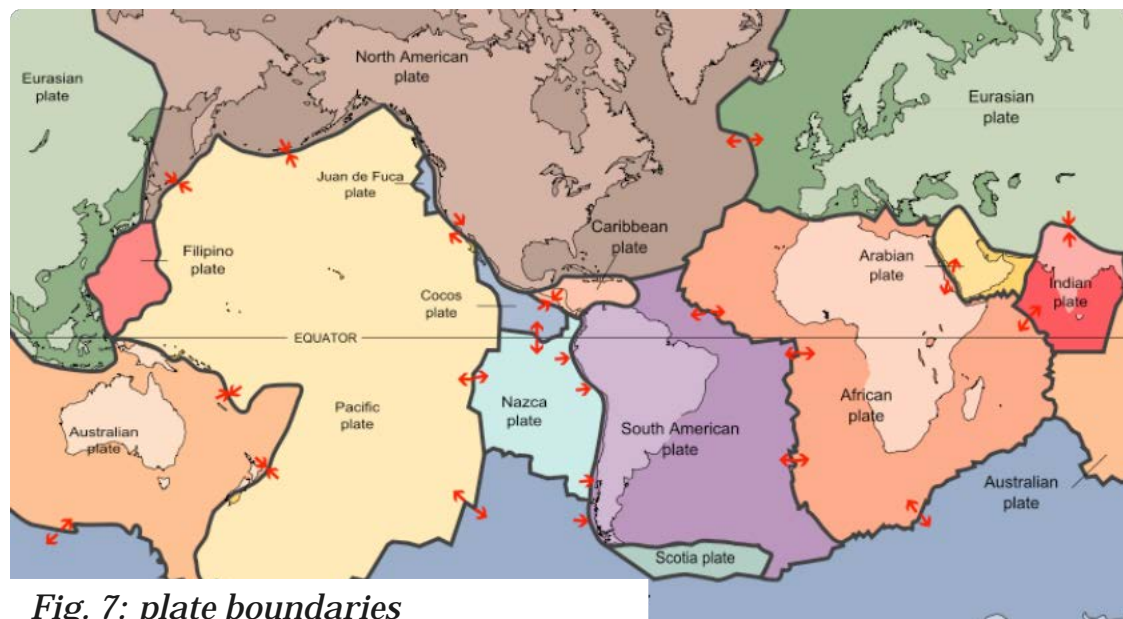 North American
plate
Eurasian
plate
Eurasian
plate
Juan de Fuca
plate
Caribbean
plate
Filipino
plate
Arabian
plate
Indian
plate
Cocos
plate
EQUATOR
Nazca
plate
African
plate
Pacific
plate
South American
plate
Australian
plate
Australian
plate
Scotia plate
Fig. 7: plate boundaries